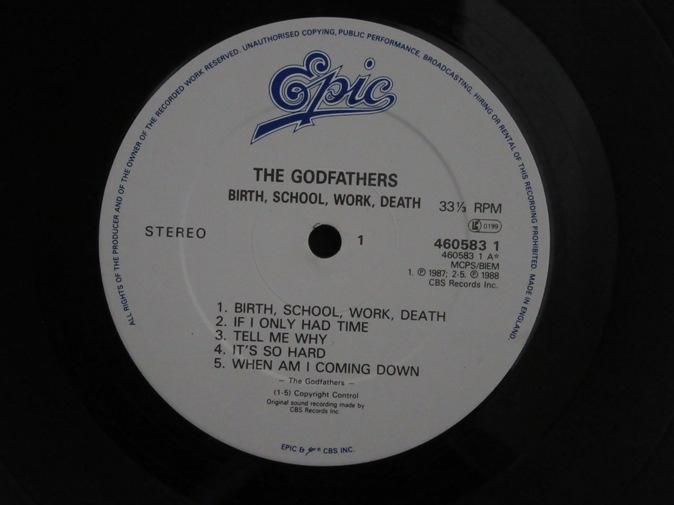 ALL RIGHTS OF THE PRODUCER AND OF THE OWNER OF THE RECORDED WORK RESERVED. UNAUTHORISED COPYING, PUBLIC PERFORMANCE, BROADCASTING, HIRING OR RENTAL OF THIS RECORDING PROHIBITED. MADE IN ENGLAND.
Epic
THE GODFATHERS
BIRTH, SCHOOL, WORK, DEATH
33⅓ RPM
LC 0199
STEREO
1
460583 1
460583 1 A*
MCPS/BIEM
1. ℗ 1987; 2-5. ℗ 1988
CBS Records Inc.
1. BIRTH, SCHOOL, WORK, DEATH
2. IF I ONLY HAD TIME
3. TELL ME WHY
4. IT'S SO HARD
5. WHEN AM I COMING DOWN
– The Godfathers –
(1-5) Copyright Control
Original sound recording made by
CBS Records Inc.
EPIC & ® CBS INC.